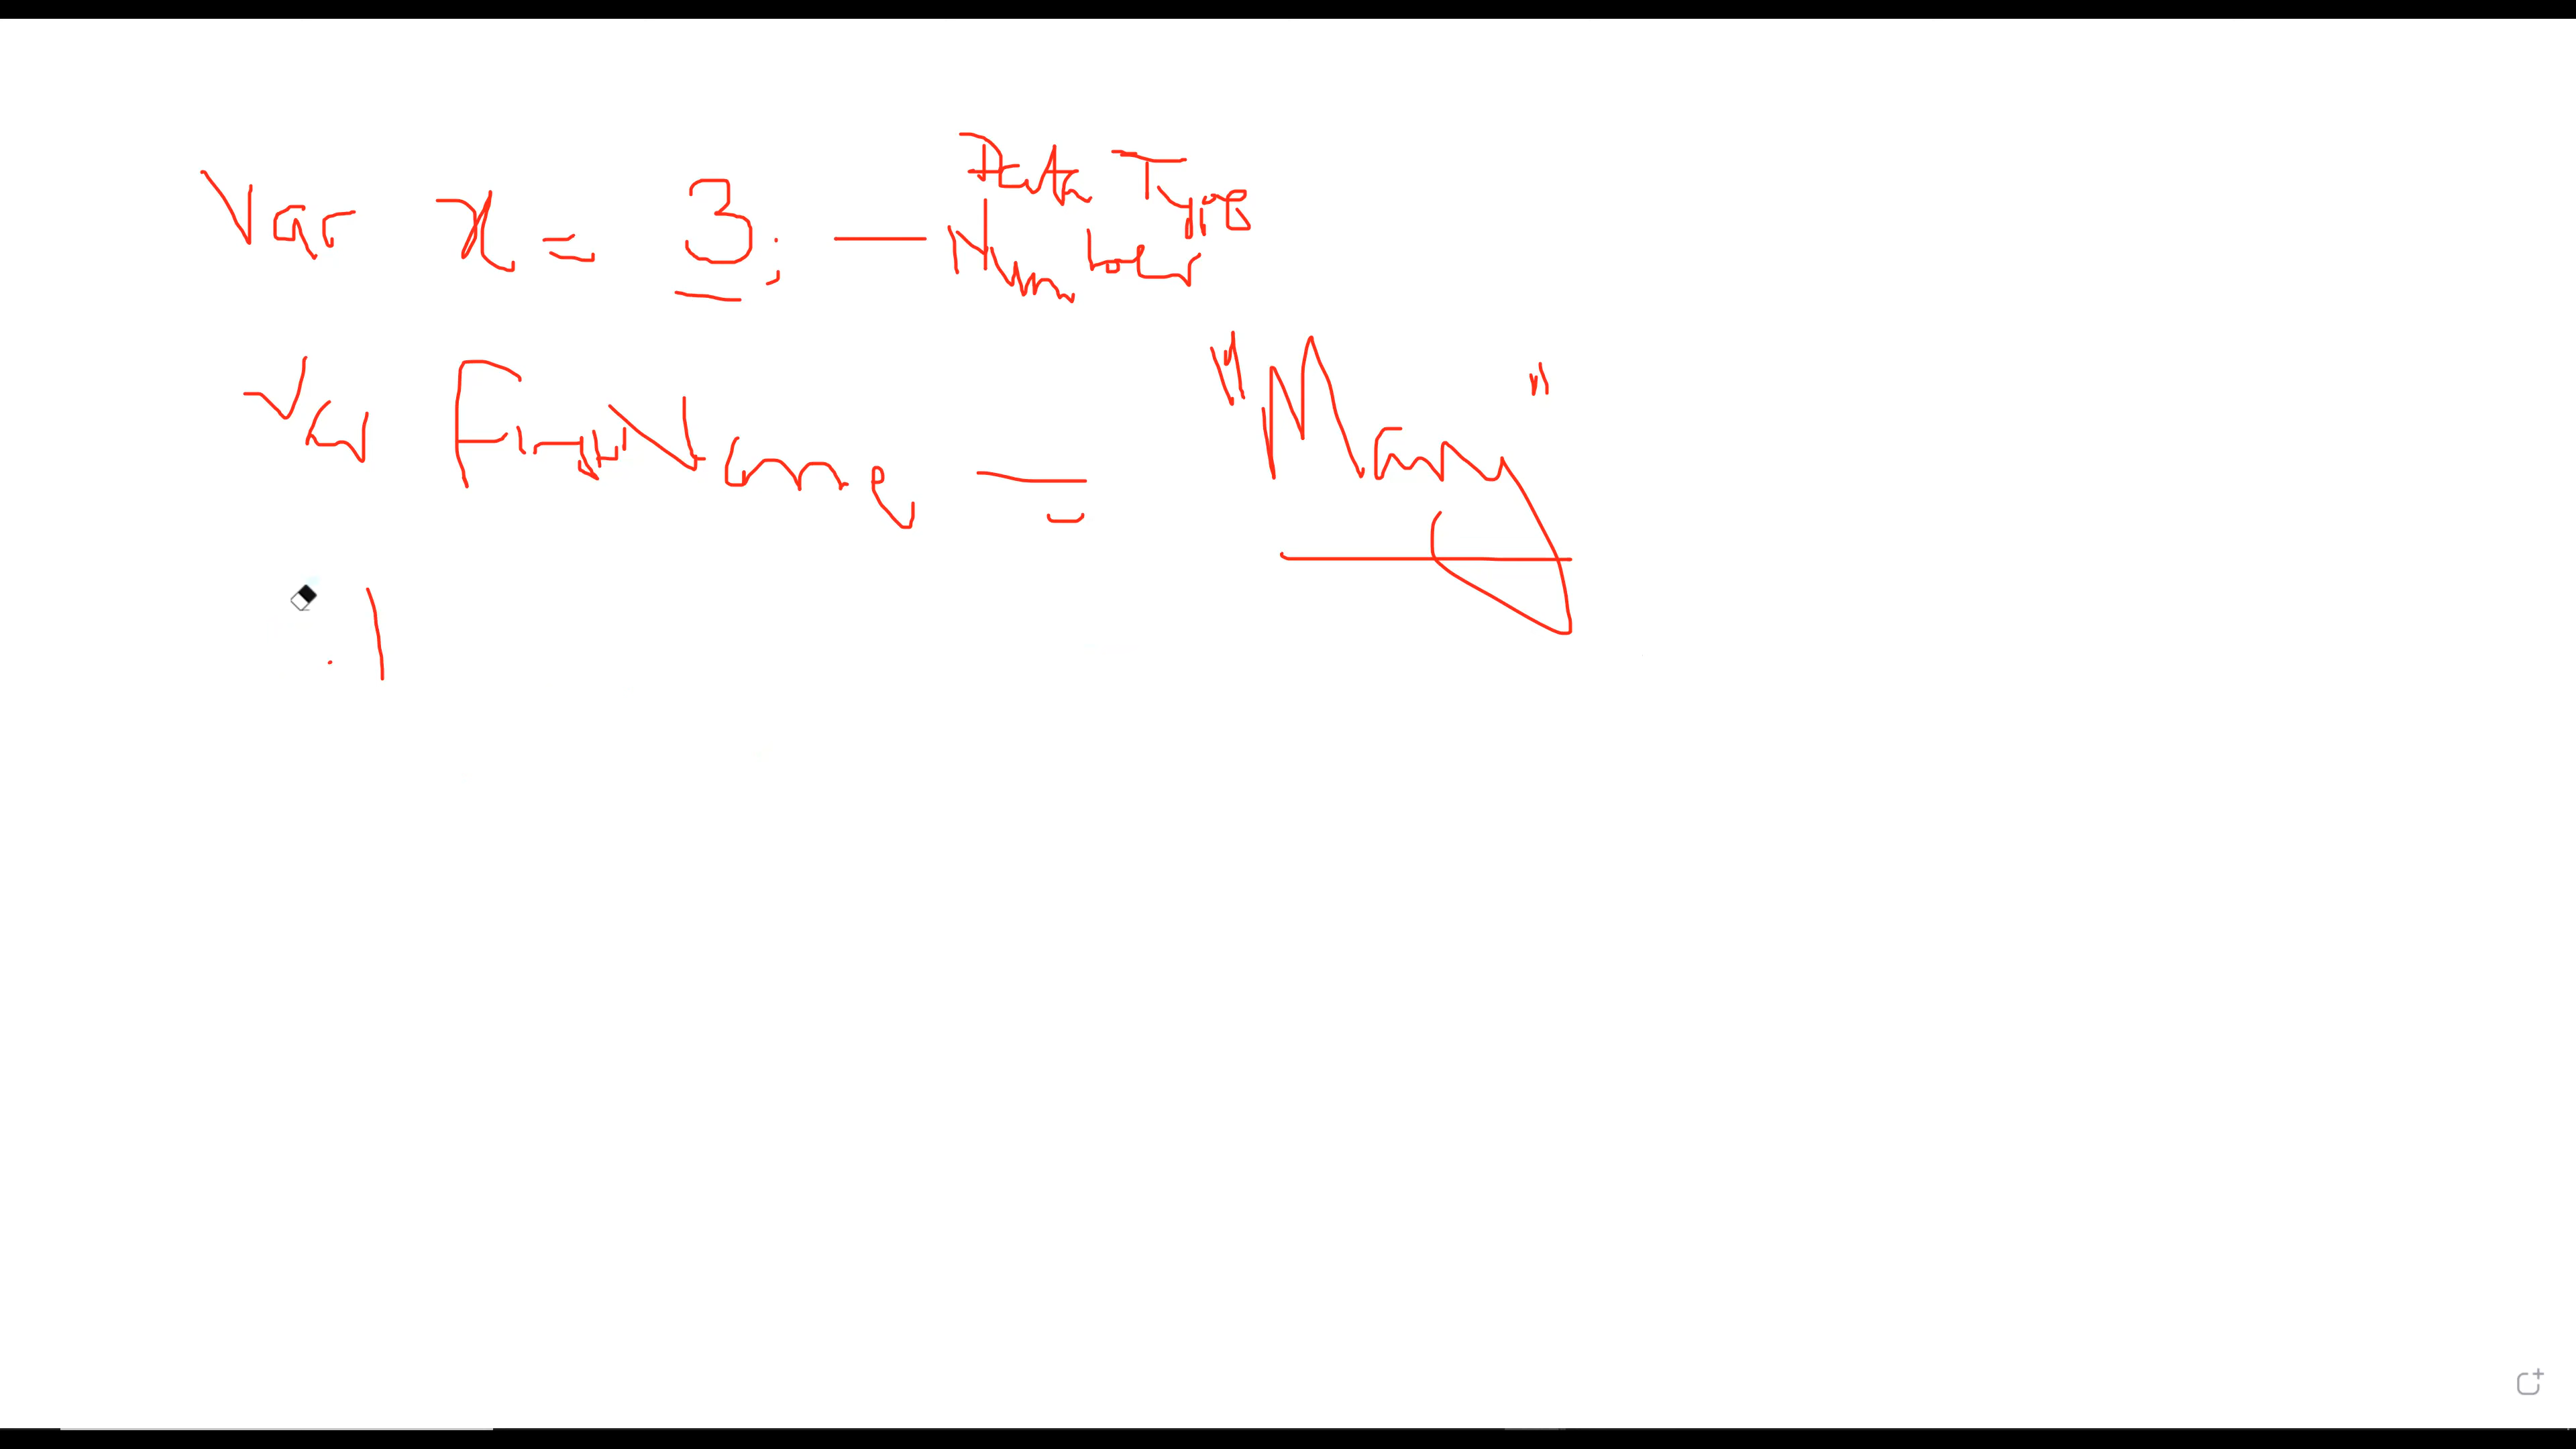 Var x = 3; — Data Type
Number
Var FirstName = "Mary"